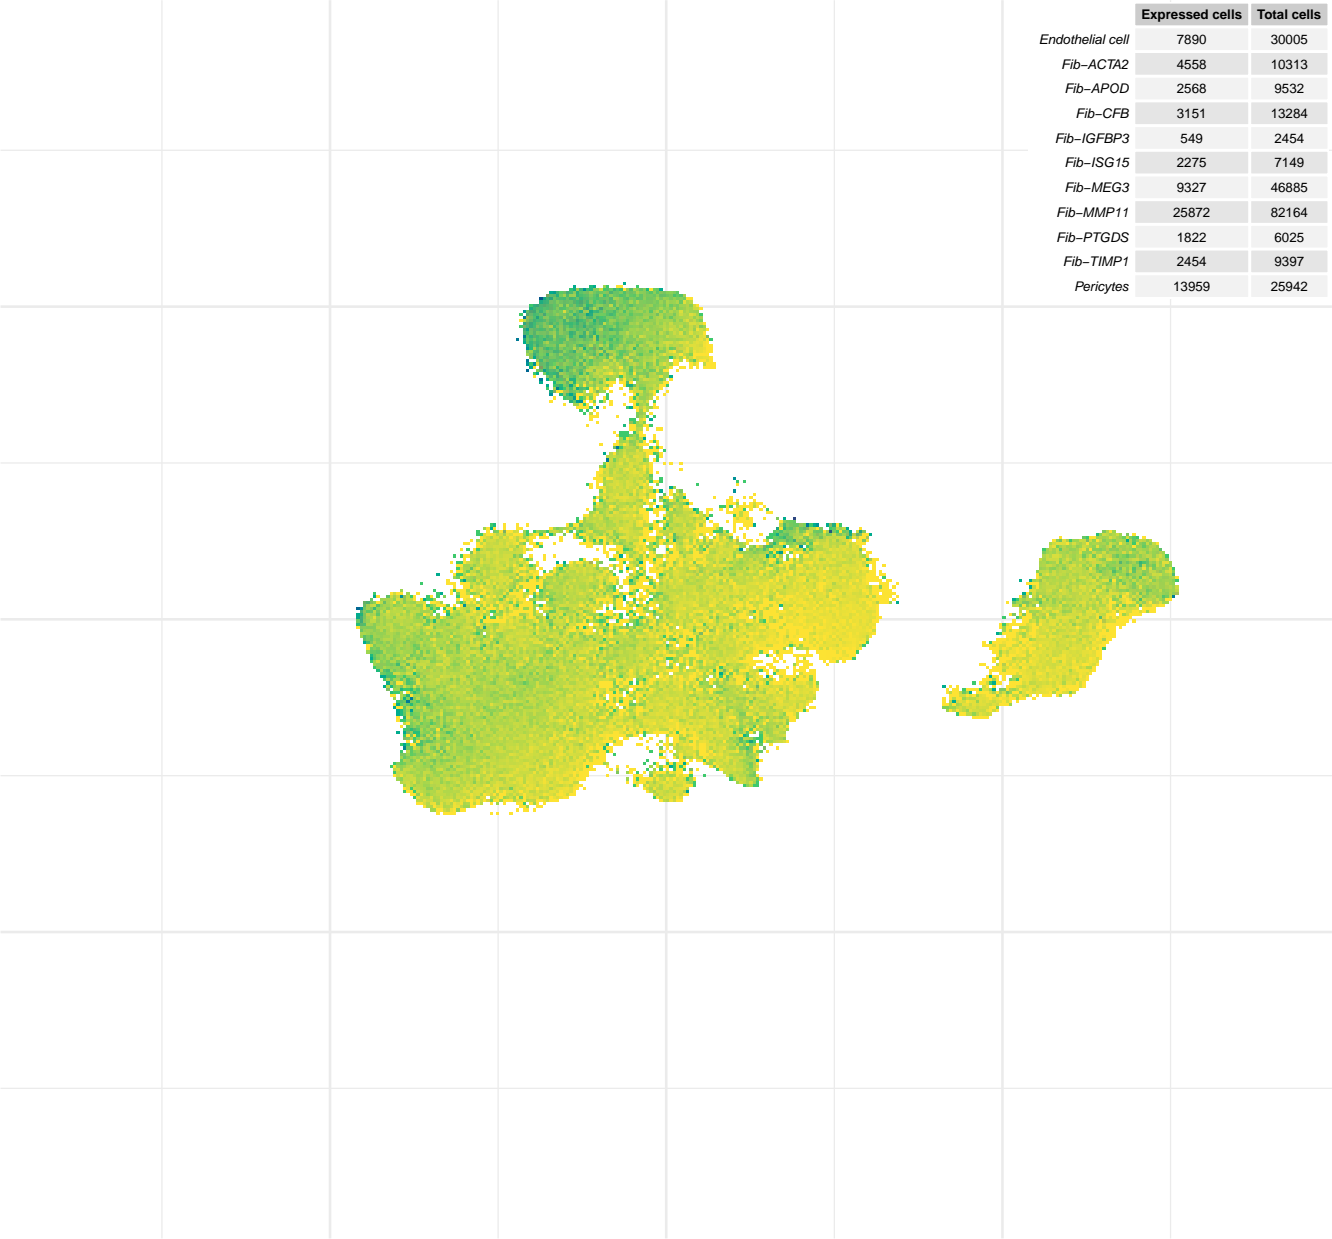 Expressed cells Total cells
Endothelial cell 7890 30005
Fib−ACTA2 4558 10313
Fib−APOD 2568 9532
Fib−CFB 3151 13284
Fib−IGFBP3 549 2454
Fib−ISG15 2275 7149
Fib−MEG3 9327 46885
Fib−MMP11 25872 82164
Fib−PTGDS 1822 6025
Fib−TIMP1 2454 9397
Pericytes 13959 25942